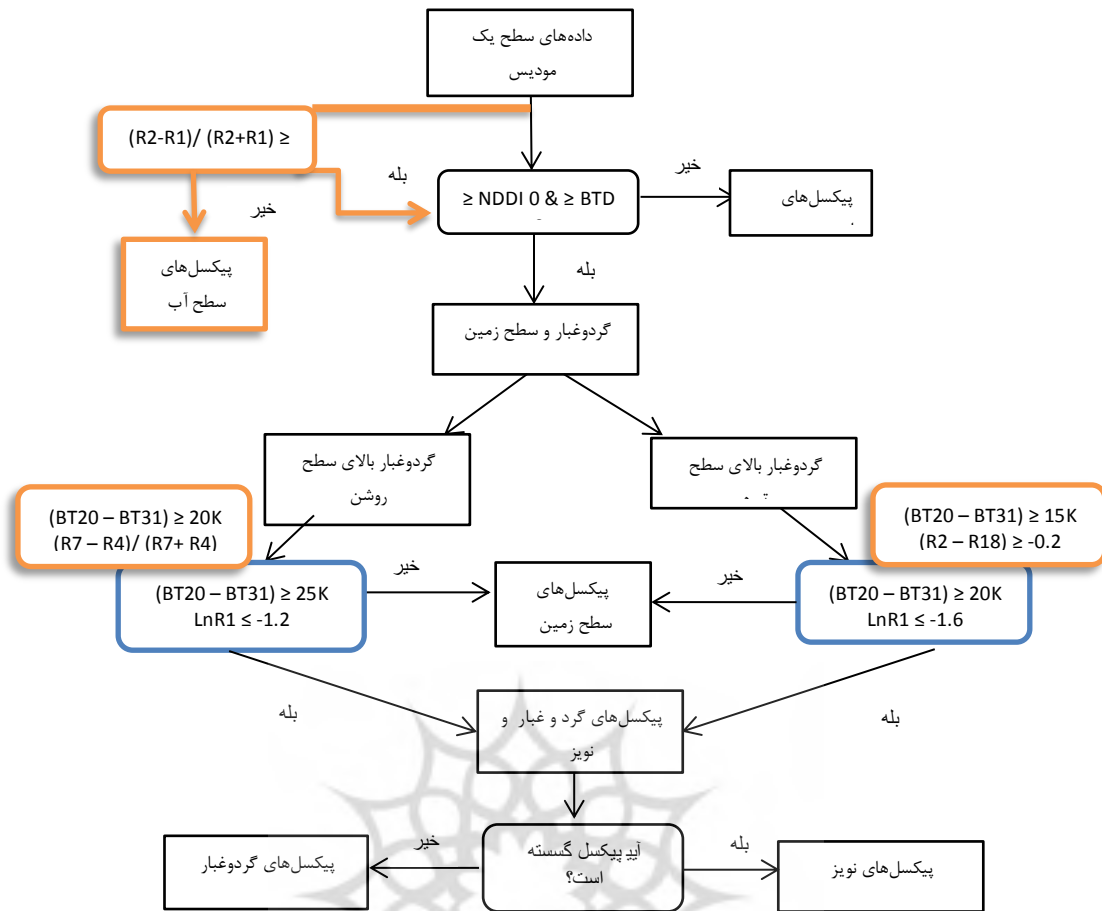 داده‌های سطح یک
مودیس
(R2-R1)/ (R2+R1) ≥
بله
خیر
≥ NDDI 0 & ≥ BTD
خیر
پیکسل‌های
پیکسل‌های
سطح آب
بله
گردوغبار و سطح زمین
گردوغبار بالای سطح
روشن
گردوغبار بالای سطح
(BT20 – BT31) ≥ 20K
(R7 – R4)/ (R7+ R4)
(BT20 – BT31) ≥ 15K
(R2 – R18) ≥ -0.2
(BT20 – BT31) ≥ 25K
LnR1 ≤ -1.2
خیر
پیکسل‌های
سطح زمین
خیر
(BT20 – BT31) ≥ 20K
LnR1 ≤ -1.6
بله
پیکسل‌های گرد و غبار و
نویز
بله
پیکسل‌های گردوغبار
خیر
پیکسل گسسته
است؟
بله
پیکسل‌های نویز